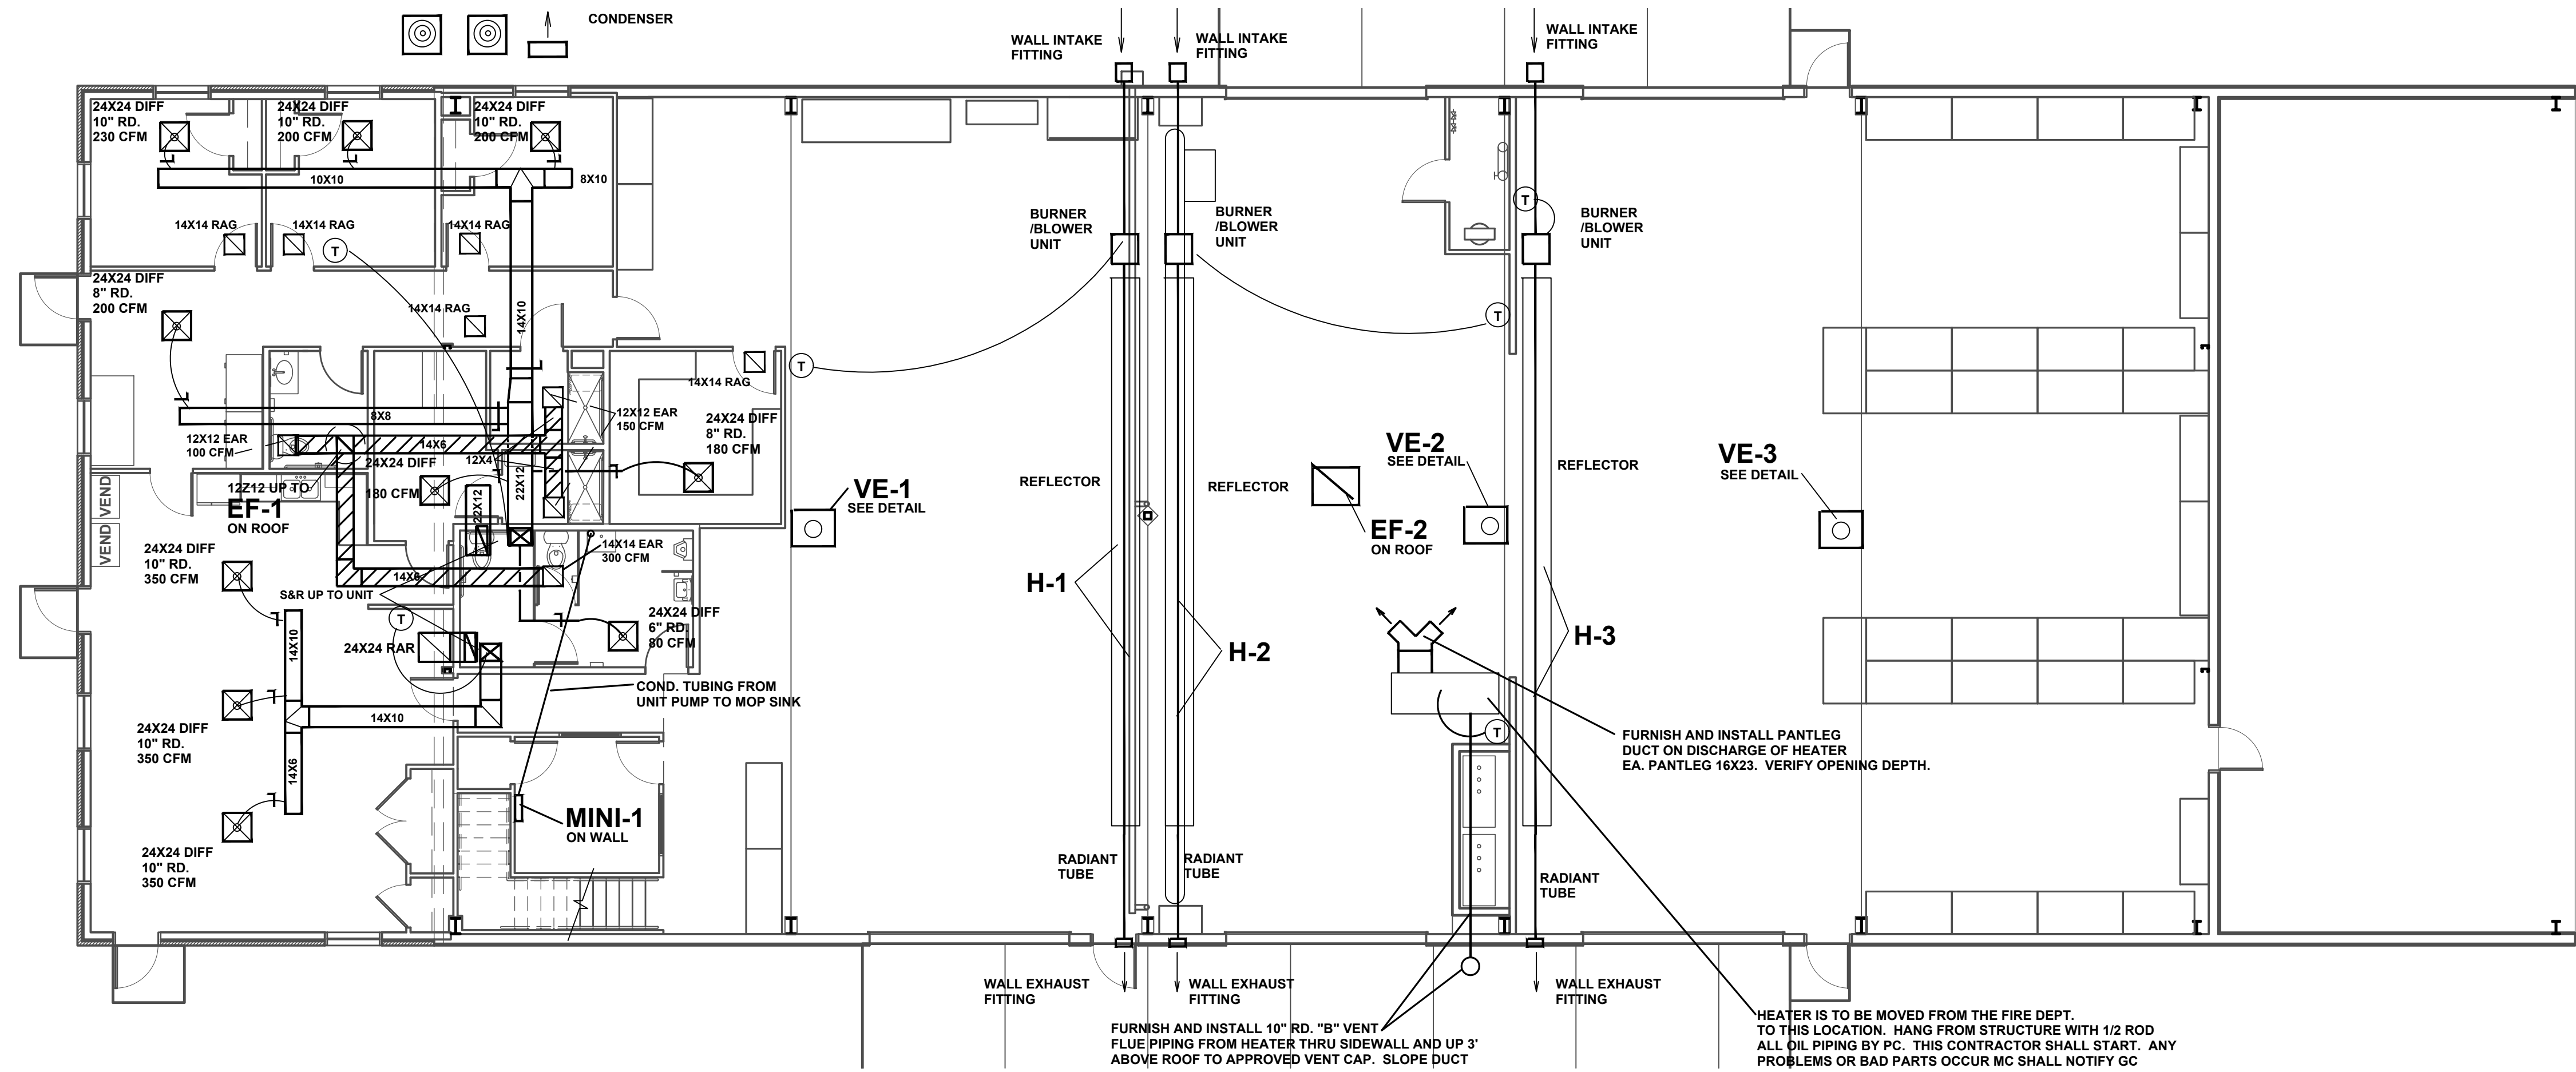 CONDENSER
WALL INTAKE
FITTING
WALL INTAKE
FITTING
WALL INTAKE
FITTING
24X24 DIFF
10" RD.
230 CFM
24X24 DIFF
10" RD.
200 CFM
24X24 DIFF
10" RD.
200 CFM
10X10
8X10
14X14 RAG
14X14 RAG
14X14 RAG
T
T
BURNER
/BLOWER
UNIT
BURNER
/BLOWER
UNIT
BURNER
/BLOWER
UNIT
24X24 DIFF
8" RD.
200 CFM
14X14 RAG
14X10
T
T
14X14 RAG
8X8
12X12 EAR
150 CFM
24X24 DIFF
8" RD.
180 CFM
12X12 EAR
100 CFM
14X6
12X4
24X24 DIFF
180 CFM
22X12
22X12
12Z12 UP TO
EF-1
ON ROOF
VEND
VEND
VE-1
SEE DETAIL
REFLECTOR
REFLECTOR
VE-2
SEE DETAIL
REFLECTOR
VE-3
SEE DETAIL
EF-2
ON ROOF
24X24 DIFF
10" RD.
350 CFM
14X14 EAR
300 CFM
14X6
S&R UP TO UNIT
T
24X24 RAR
14X10
24X24 DIFF
6" RD.
80 CFM
H-1
H-2
H-3
COND. TUBING FROM
UNIT PUMP TO MOP SINK
14X10
24X24 DIFF
10" RD.
350 CFM
14X6
T
FURNISH AND INSTALL PANTLEG
DUCT ON DISCHARGE OF HEATER
EA. PANTLEG 16X23. VERIFY OPENING DEPTH.
MINI-1
ON WALL
24X24 DIFF
10" RD.
350 CFM
RADIANT
TUBE
RADIANT
TUBE
RADIANT
TUBE
WALL EXHAUST
FITTING
WALL EXHAUST
FITTING
WALL EXHAUST
FITTING
FURNISH AND INSTALL 10" RD. "B" VENT
FLUE PIPING FROM HEATER THRU SIDEWALL AND UP 3'
ABOVE ROOF TO APPROVED VENT CAP. SLOPE DUCT
HEATER IS TO BE MOVED FROM THE FIRE DEPT.
TO THIS LOCATION. HANG FROM STRUCTURE WITH 1/2 ROD
ALL OIL PIPING BY PC. THIS CONTRACTOR SHALL START. ANY
PROBLEMS OR BAD PARTS OCCUR MC SHALL NOTIFY GC